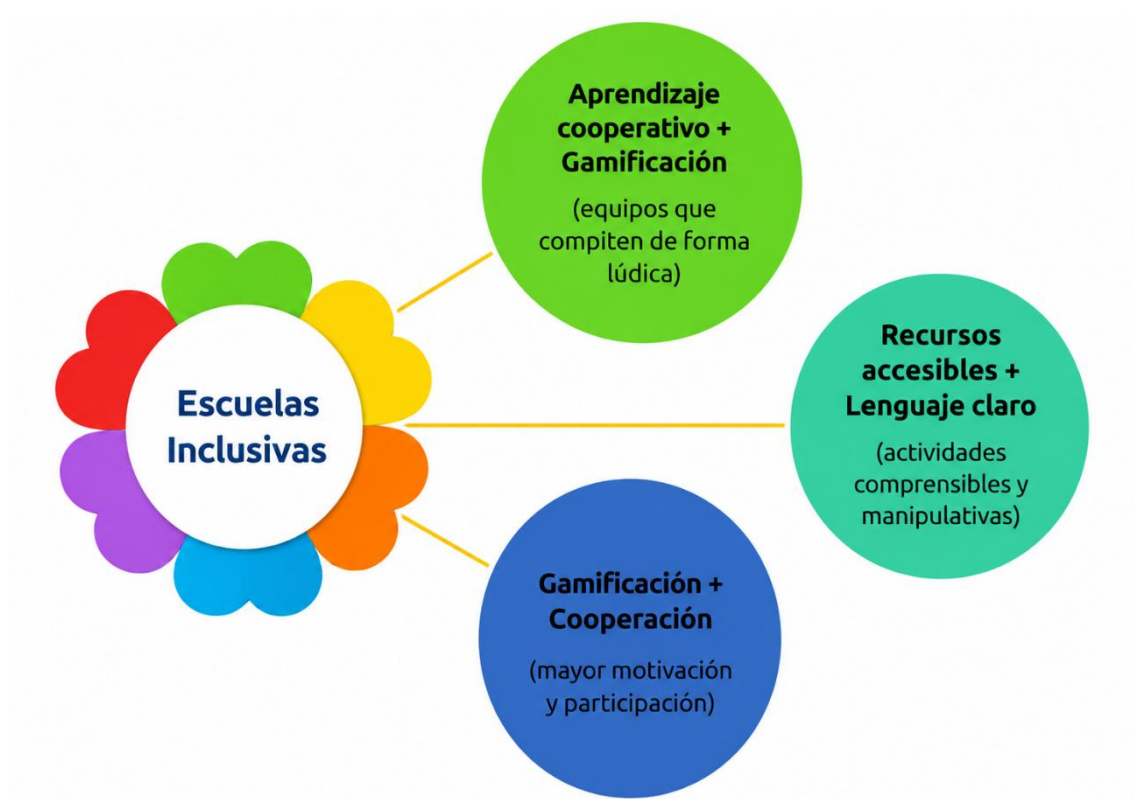 Escuelas
Inclusivas
Aprendizaje
cooperativo +
Gamificación
(equipos que
compiten de forma
lúdica)
Recursos
accesibles +
Lenguaje claro
(actividades
comprensibles y
manipulativas)
Gamificación +
Cooperación
(mayor motivación
y participación)